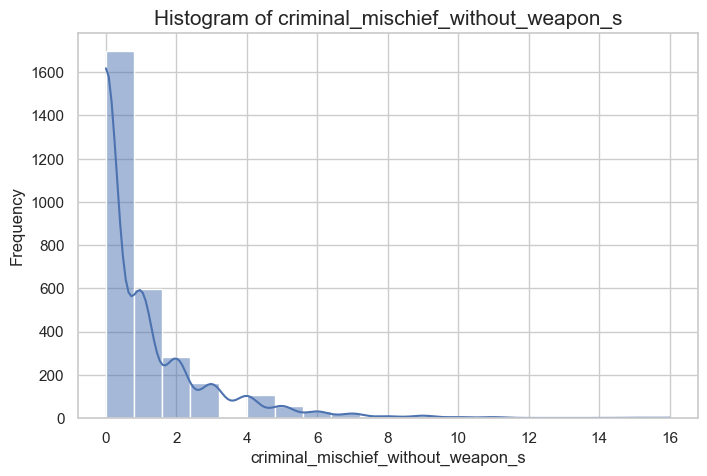 Histogram of criminal_mischief_without_weapon_s
1600
1400
1200
1000
800
600
400
200
0
Frequency
0 2 4 6 8 10 12 14 16
criminal_mischief_without_weapon_s